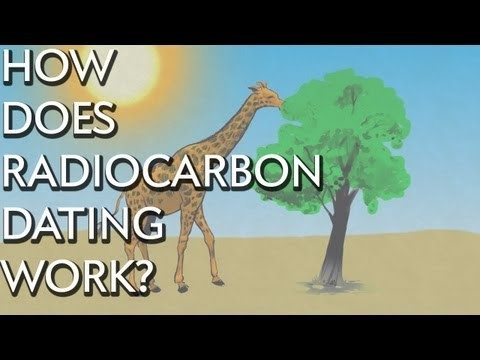 HOW
DOES
RADIOCARBON
DATING
WORK?